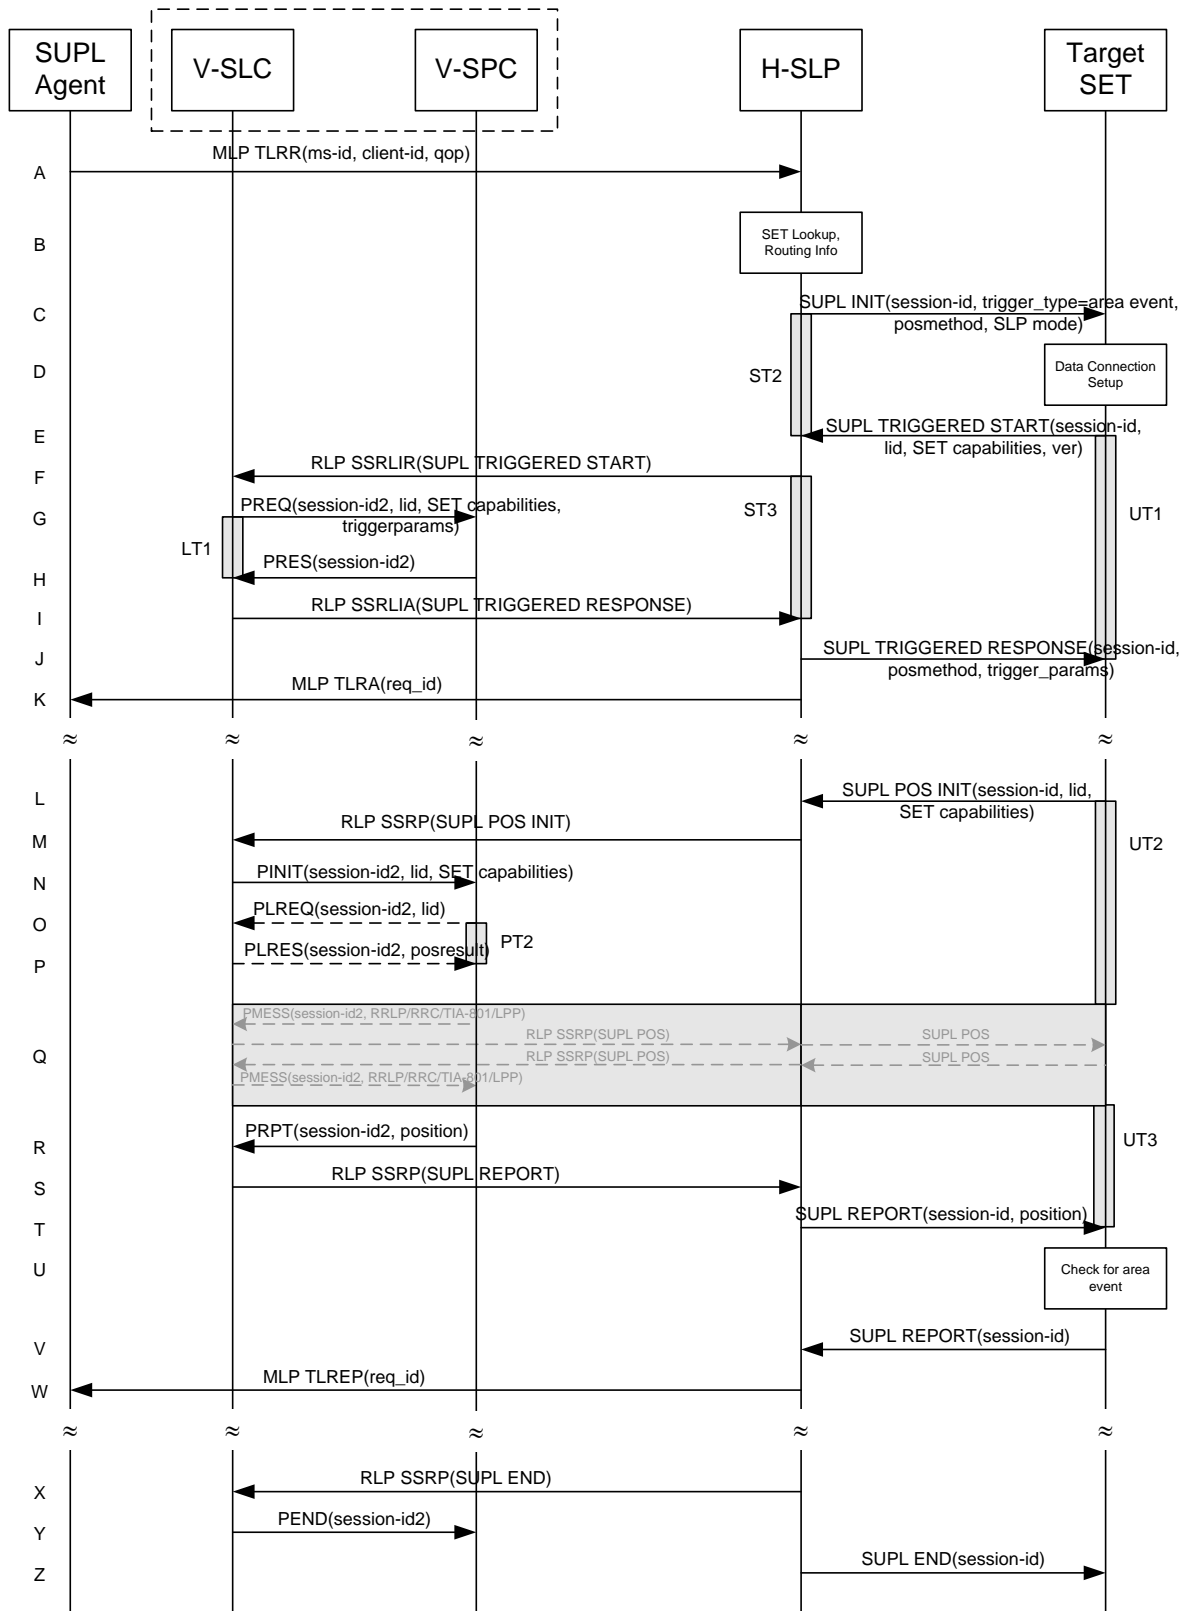 SUPL
Agent
V-SLC
V-SPC
H-SLP
Target
SET
A
MLP TLRR(ms-id, client-id, qop)
B
SET Lookup,
Routing Info
C
SUPL INIT(session-id, trigger_type=area event,
posmethod, SLP mode)
D
ST2
Data Connection
Setup
E
SUPL TRIGGERED START(session-id,
lid, SET capabilities, ver)
F
RLP SSRLIR(SUPL TRIGGERED START)
G
PREQ(session-id2, lid, SET capabilities,
triggerparams)
ST3
UT1
LT1
H
PRES(session-id2)
I
RLP SSRLIA(SUPL TRIGGERED RESPONSE)
J
SUPL TRIGGERED RESPONSE(session-id,
posmethod, trigger_params)
K
MLP TLRA(req_id)
≈ ≈ ≈ ≈ ≈
L
SUPL POS INIT(session-id, lid,
SET capabilities)
M
RLP SSRP(SUPL POS INIT)
UT2
N
PINIT(session-id2, lid, SET capabilities)
O
PLREQ(session-id2, lid)
PT2
P
PLRES(session-id2, posresult)
PMESS(session-id2, RRLP/RRC/TIA-801/LPP)
RLP SSRP(SUPL POS)
SUPL POS
Q
RLP SSRP(SUPL POS)
SUPL POS
PMESS(session-id2, RRLP/RRC/TIA-801/LPP)
R
PRPT(session-id2, position)
UT3
S
RLP SSRP(SUPL REPORT)
T
SUPL REPORT(session-id, position)
U
Check for area
event
V
SUPL REPORT(session-id)
W
MLP TLREP(req_id)
≈ ≈ ≈ ≈ ≈
X
RLP SSRP(SUPL END)
Y
PEND(session-id2)
Z
SUPL END(session-id)